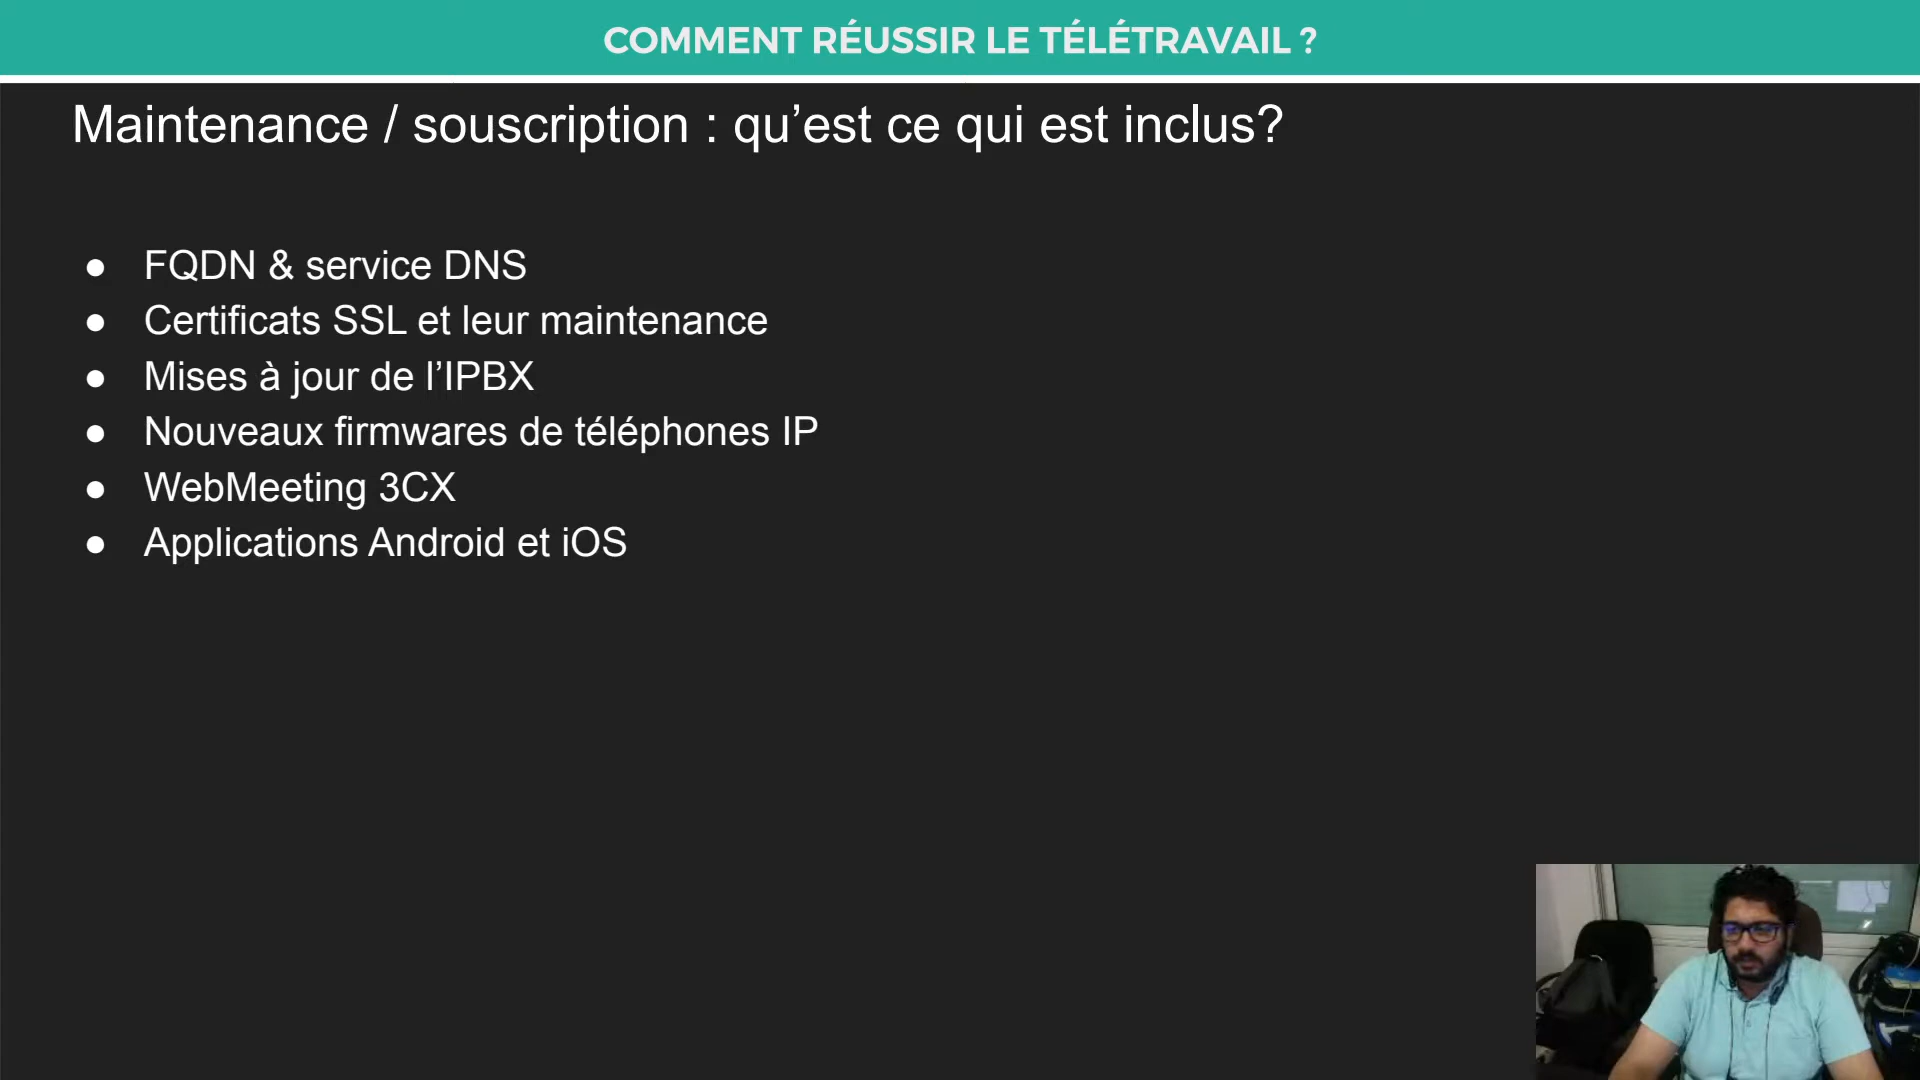 COMMENT RÉUSSIR LE TÉLÉTRAVAIL ?
Maintenance / souscription : qu’est ce qui est inclus?
● FQDN & service DNS
● Certificats SSL et leur maintenance
● Mises à jour de l’IPBX
● Nouveaux firmwares de téléphones IP
● WebMeeting 3CX
● Applications Android et iOS